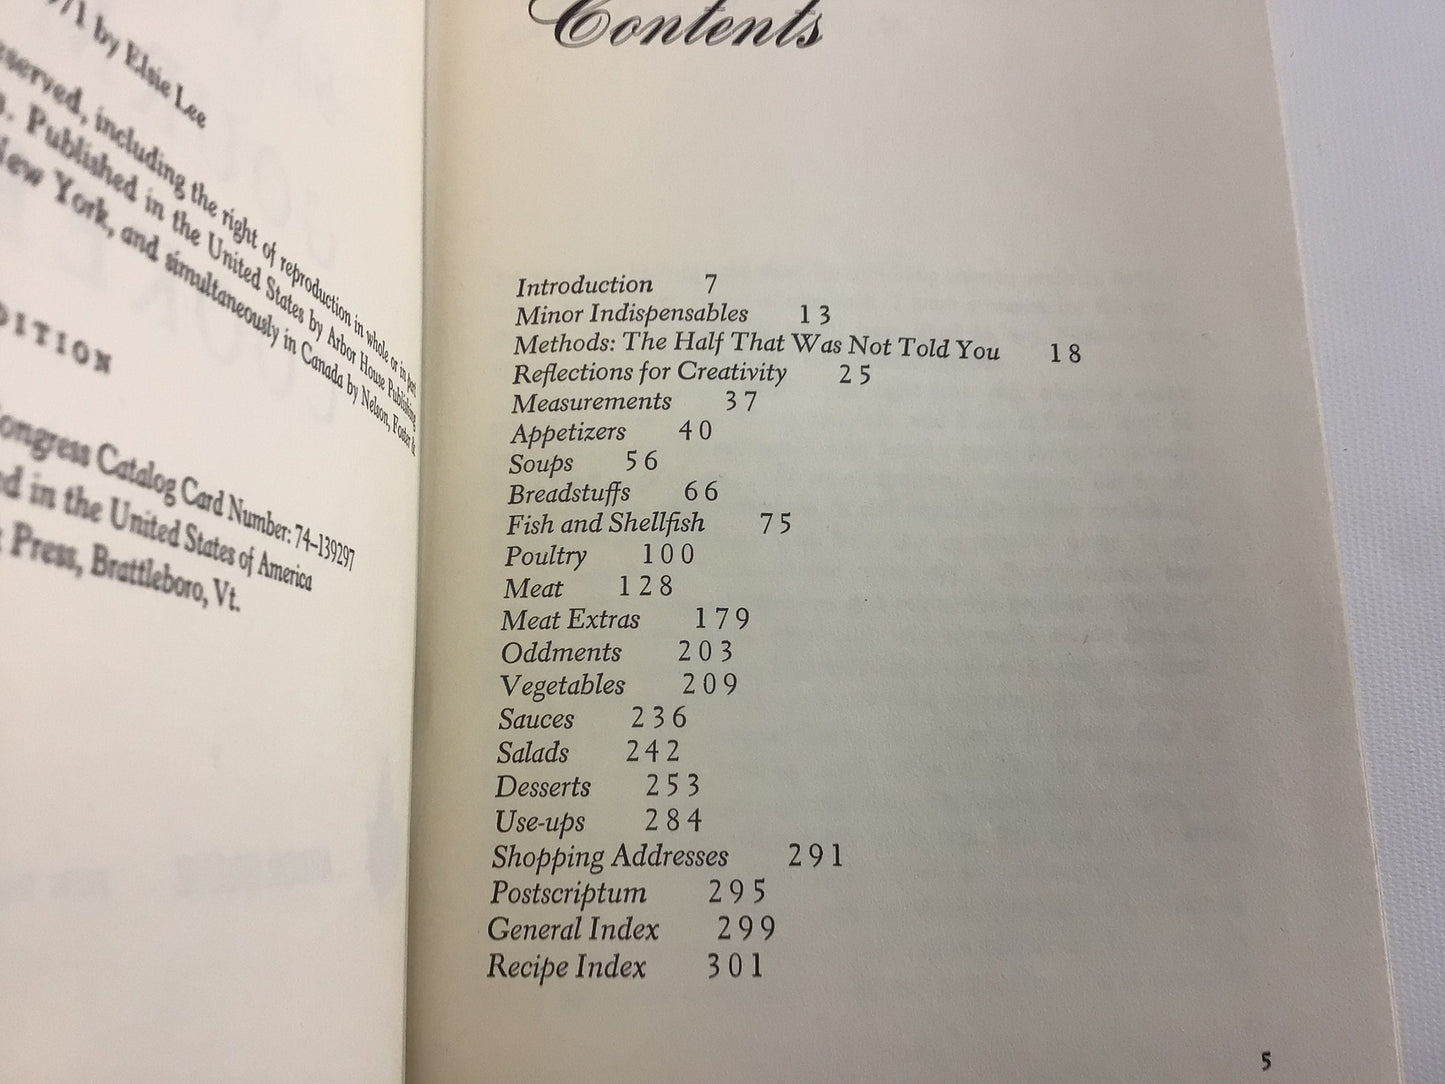 by Elsie Lee
including the right of reproduction in whole or in part
Published in the United States by Arbor House Publishing
New York, and simultaneously in Canada by Nelson, Foster &
Catalog Card Number: 74-139297
in the United States of America
Press, Brattleboro, Vt.
Contents
Introduction 7
Minor Indispensables 13
Methods: The Half That Was Not Told You 18
Reflections for Creativity 25
Measurements 37
Appetizers 40
Soups 56
Breadstuffs 66
Fish and Shellfish 75
Poultry 100
Meat 128
Meat Extras 179
Oddments 203
Vegetables 209
Sauces 236
Salads 242
Desserts 253
Use-ups 284
Shopping Addresses 291
Postscriptum 295
General Index 299
Recipe Index 301
5